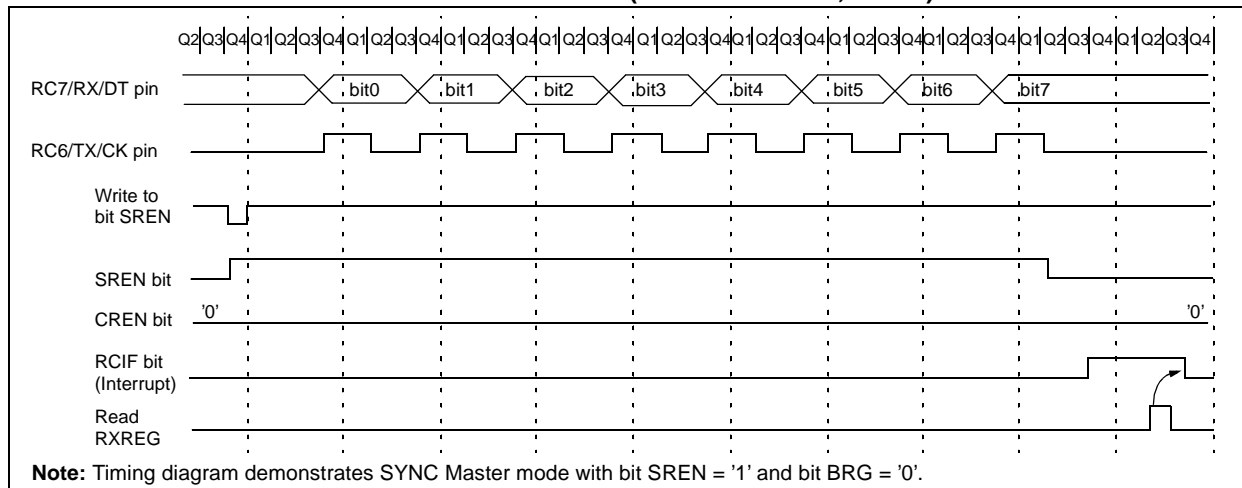 Q2 Q3 Q4 Q1 Q2 Q3 Q4 Q1 Q2 Q3 Q4 Q1 Q2 Q3 Q4 Q1 Q2 Q3 Q4 Q1 Q2 Q3 Q4 Q1 Q2 Q3 Q4 Q1 Q2 Q3 Q4 Q1 Q2 Q3 Q4 Q1 Q2 Q3 Q4 Q1 Q2 Q3 Q4
RC7/RX/DT pin bit0 bit1 bit2 bit3 bit4 bit5 bit6 bit7
RC6/TX/CK pin
Write to
bit SREN
SREN bit
CREN bit '0' '0'
RCIF bit
(Interrupt)
Read
RXREG
Note: Timing diagram demonstrates SYNC Master mode with bit SREN = '1' and bit BRG = '0'.